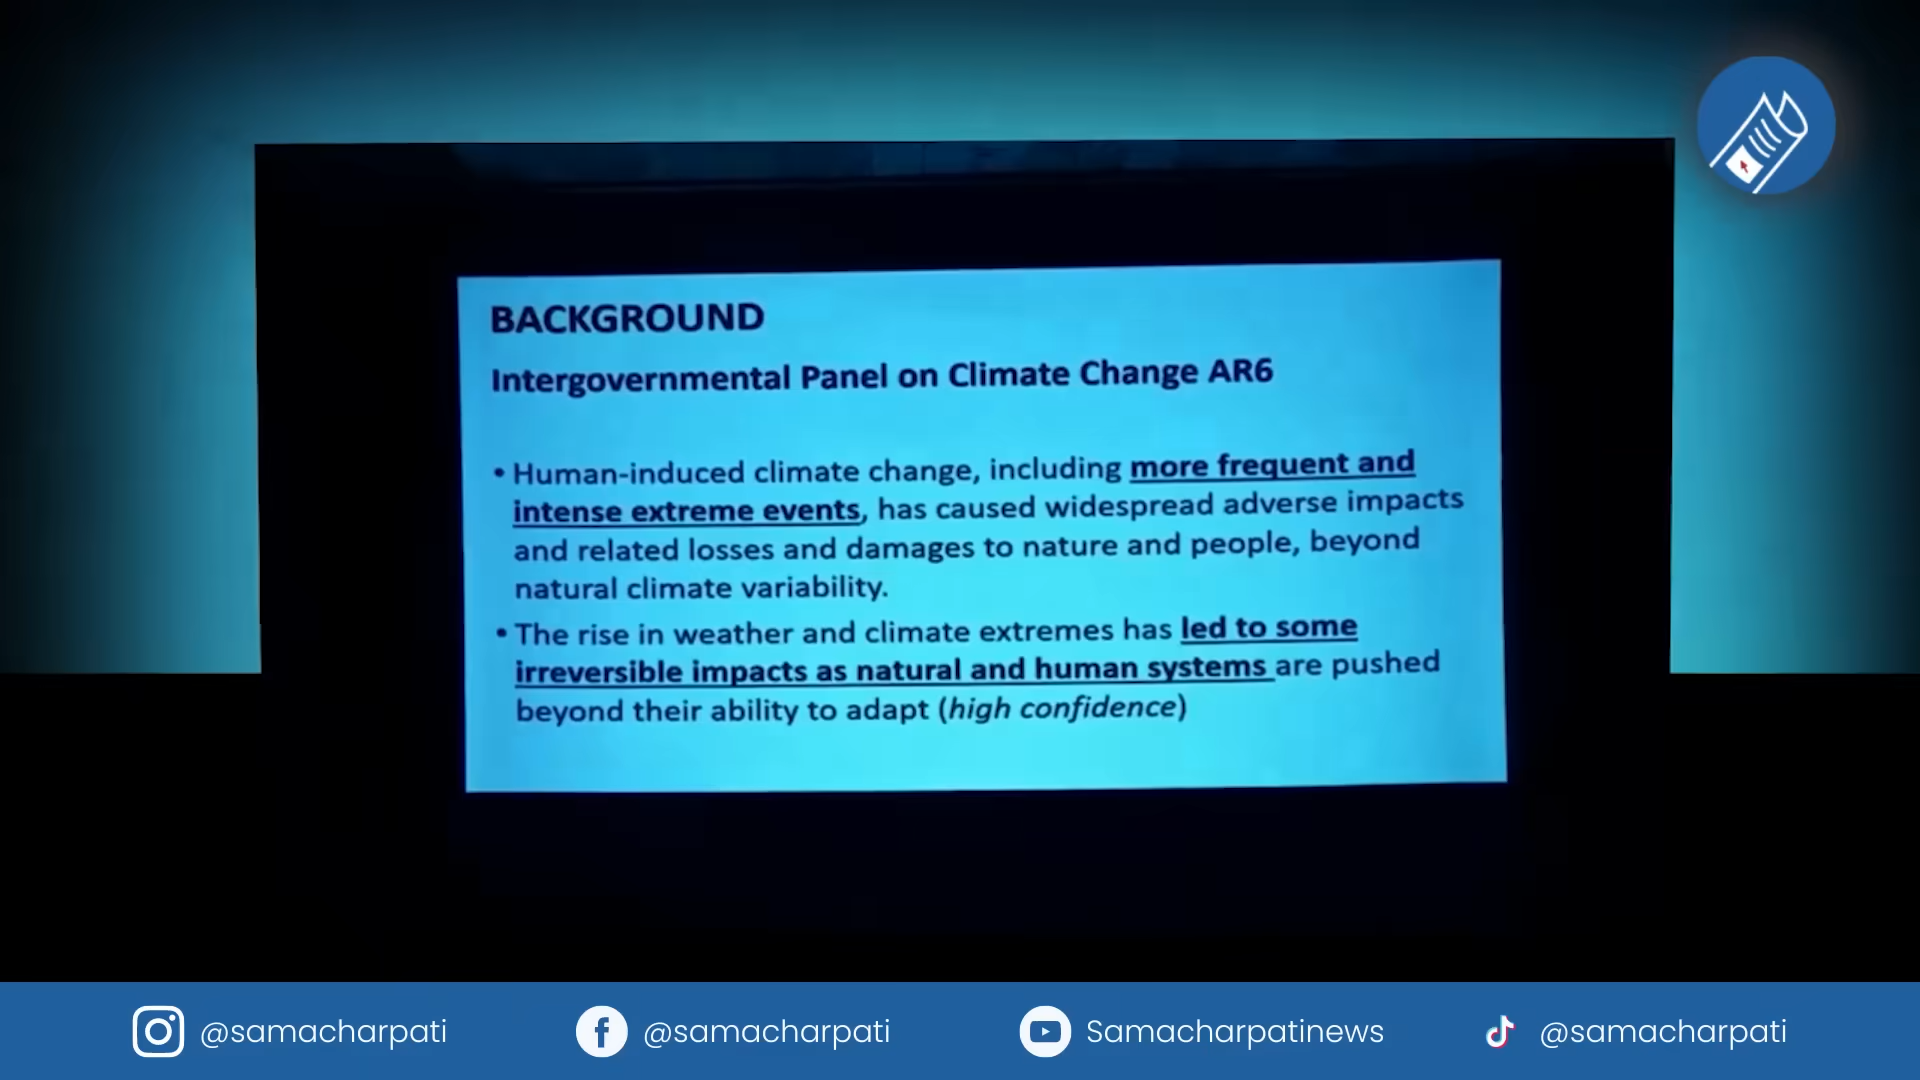 BACKGROUND
Intergovernmental Panel on Climate Change AR6
• Human-induced climate change, including more frequent and
intense extreme events, has caused widespread adverse impacts
and related losses and damages to nature and people, beyond
natural climate variability.
• The rise in weather and climate extremes has led to some
irreversible impacts as natural and human systems are pushed
beyond their ability to adapt (high confidence)
@samacharpati
@samacharpati
Samacharpatinews
@samacharpati